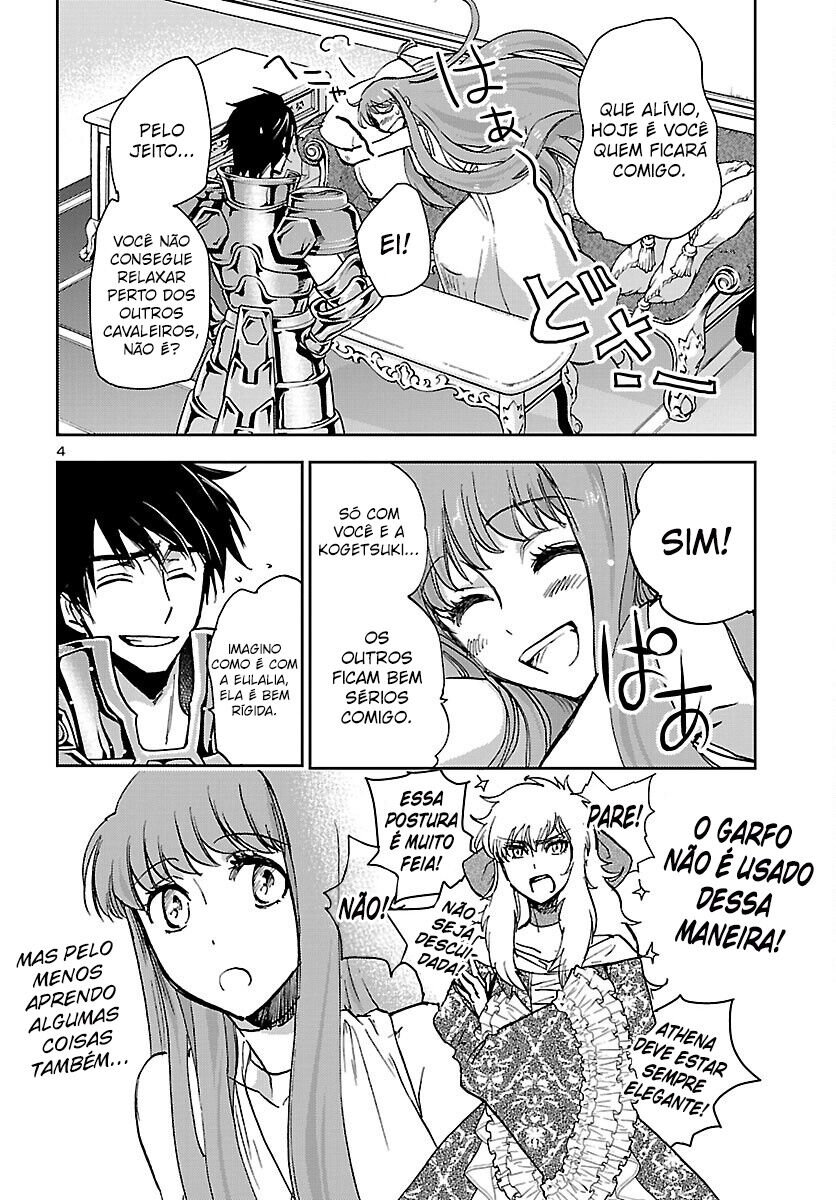 QUE ALÍVIO,
HOJE É VOCÊ
QUEM FICARÁ
COMIGO.
はぁ〜
ヘニャ〜
EI!
どさー
PELO
JEITO...
VOCÊ NÃO
CONSEGUE
RELAXAR
PERTO DOS
OUTROS
CAVALEIROS,
NÃO É?
4
SÓ COM
VOCÊ E A
KOGETSUKI...
OS
OUTROS
FICAM BEM
SÉRIOS
COMIGO.
SIM!
ぱあ
IMAGINO
COMO É COM
A EULALIA,
ELA É BEM
RÍGIDA.
O GARFO
NÃO É USADO
DESSA
MANEIRA!
PARE!
ESSA
POSTURA
É MUITO
FEIA!
NÃO!
NÃO
SEJA
DESCUI-
DADA!
ATHENA
DEVE ESTAR
SEMPRE
ELEGANTE!
MAS PELO
MENOS
APRENDO
ALGUMAS
COISAS
TAMBÉM...